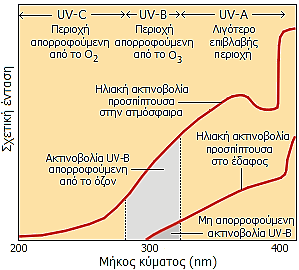 UV-C
UV-B
UV-A
Περιοχή
απορροφούμενη
από το O2
Περιοχή
απορροφούμενη
από το O3
Λιγότερο
επιβλαβής
περιοχή
Ηλιακή ακτινοβολία
προσπίπτουσα
στην ατμόσφαιρα
Ηλιακή ακτινοβολία
προσπίπτουσα
στο έδαφος
Ακτινοβολία UV-B
απορροφούμενη
από το όζον
Μη απορροφούμενη
ακτινοβολία UV-B
Σχετική ένταση
200
300
400
Μήκος κύματος (nm)